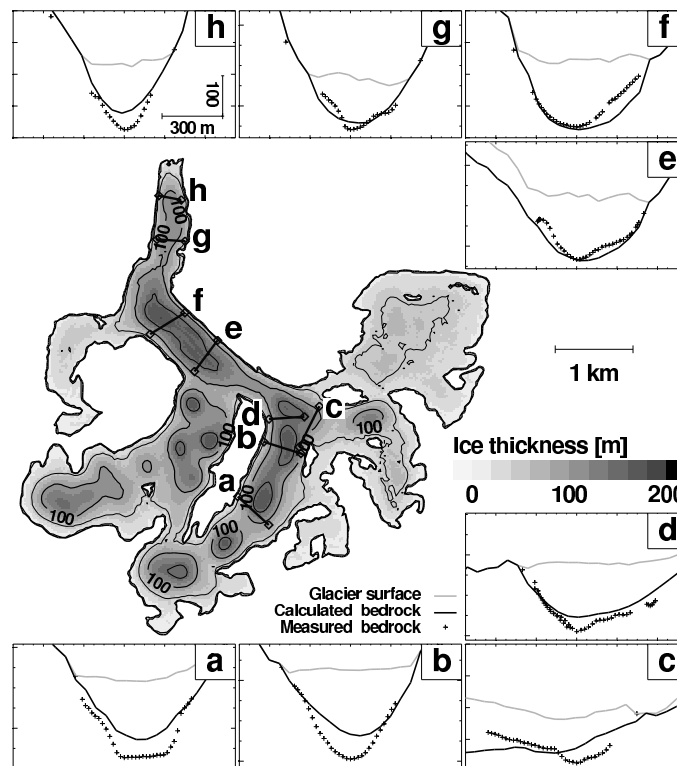 h
g
f
100
300 m
e
h
100
g
100
f
e
1 km
d
c
b
100
100
100
Ice thickness [m]
a
100
0 100 200
100
100
100
d
Glacier surface
Calculated bedrock
Measured bedrock
a
b
c